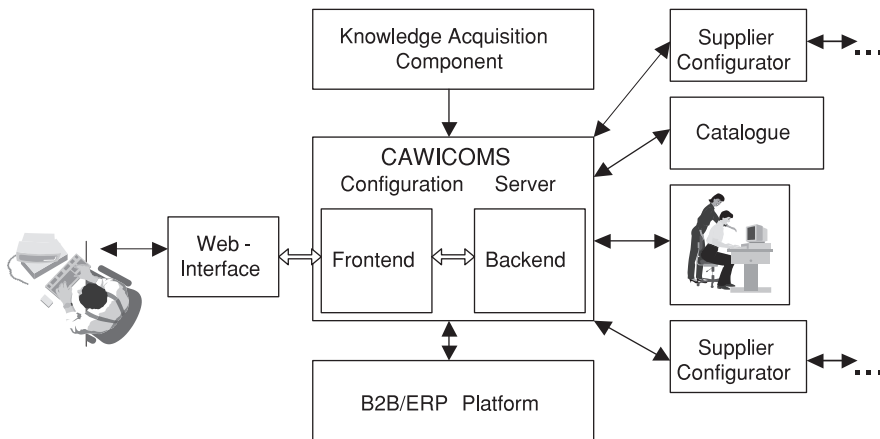 Knowledge Acquisition
Component
Supplier
Configurator
Catalogue
CAWICOMS
Configuration Server
Web -
Interface
Frontend
Backend
Supplier
Configurator
B2B/ERP Platform